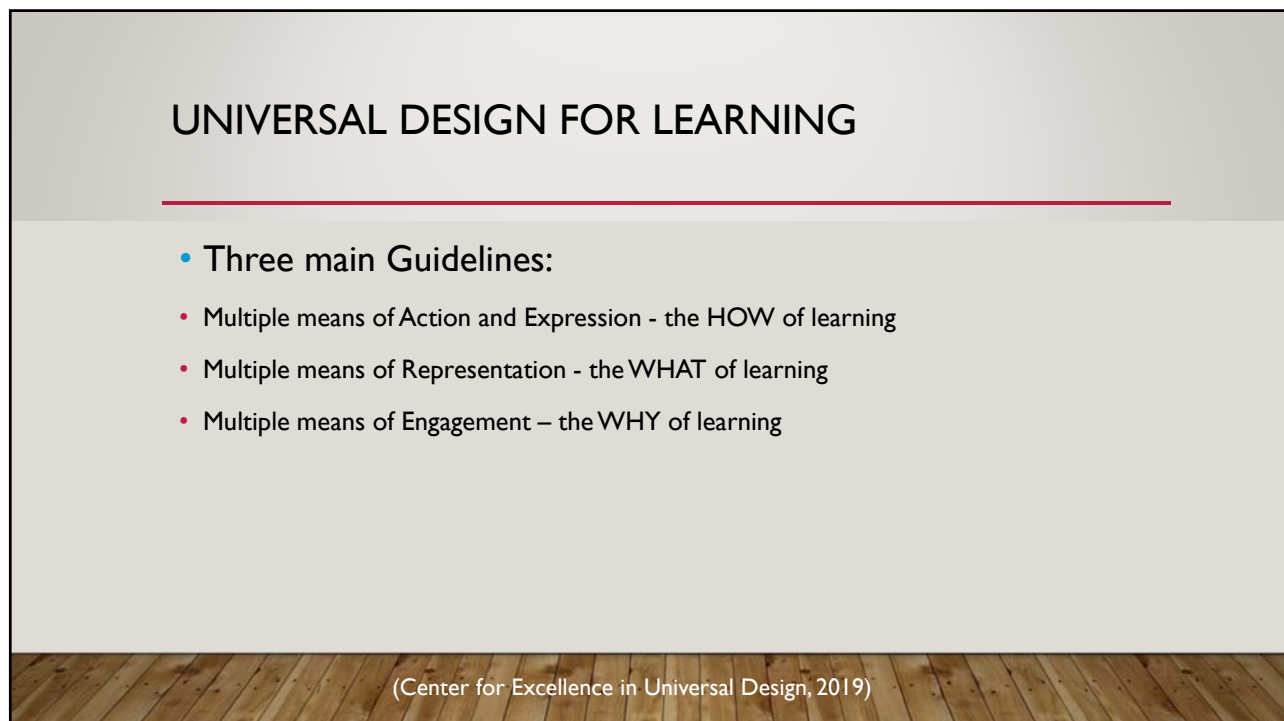 UNIVERSAL DESIGN FOR LEARNING
• Three main Guidelines:
• Multiple means of Action and Expression - the HOW of learning
• Multiple means of Representation - the WHAT of learning
• Multiple means of Engagement – the WHY of learning
(Center for Excellence in Universal Design, 2019)